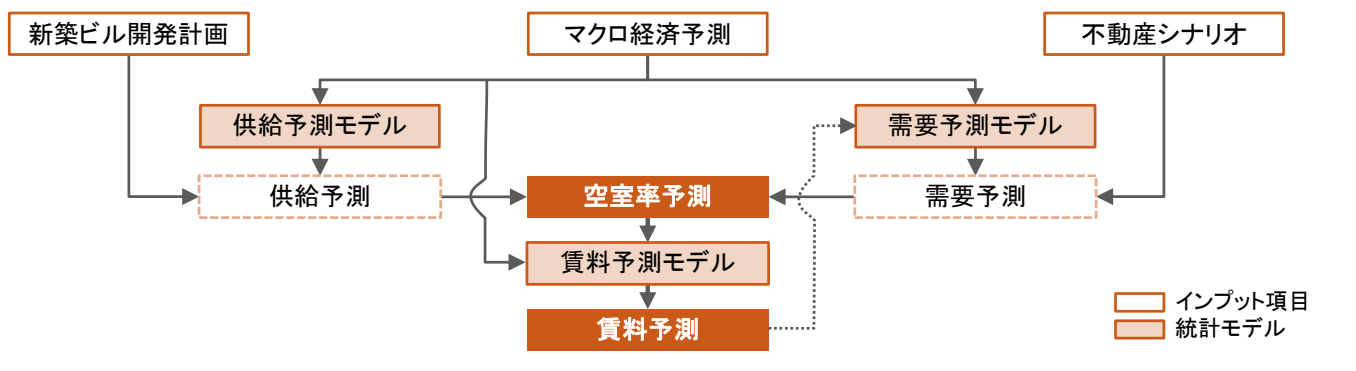 新築ビル開発計画
マクロ経済予測
不動産シナリオ
供給予測モデル
需要予測モデル
供給予測
空室率予測
需要予測
賃料予測モデル
賃料予測
インプット項目
統計モデル